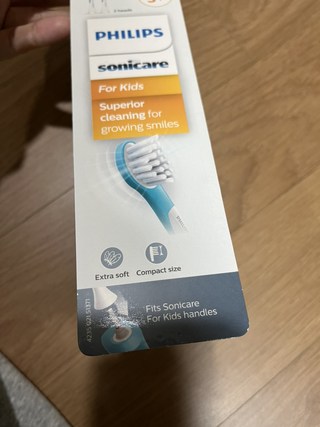 PHILIPS
sonicare
For Kids
Superior
cleaning for
growing smiles
Extra soft
Compact size
Fits Sonicare
For Kids handles